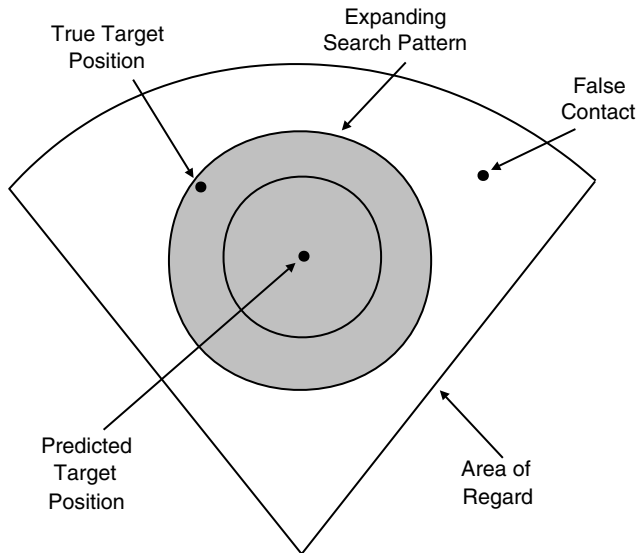 True Target
Position
Expanding
Search Pattern
False
Contact
Predicted
Target
Position
Area of
Regard